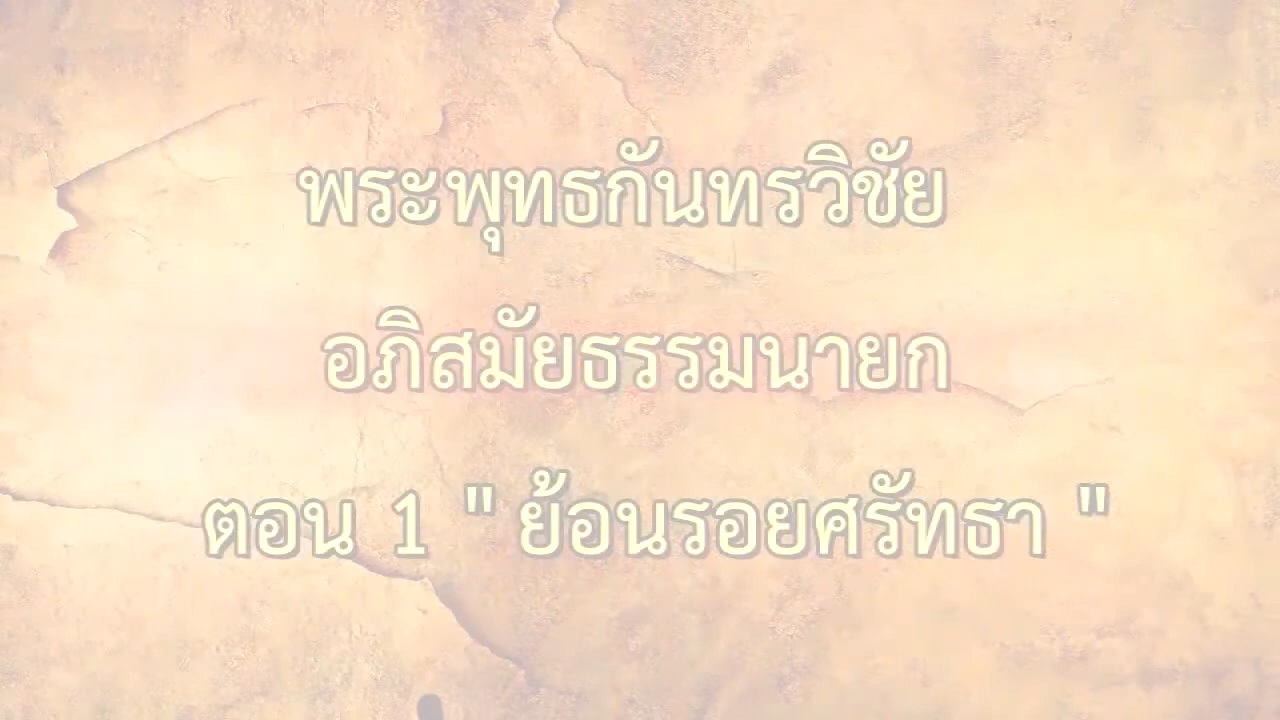 พระพุทธกันทรวิชัย
อภิสมัยธรรมนายก
ตอน 1 " ย้อนรอยศรัทธา "